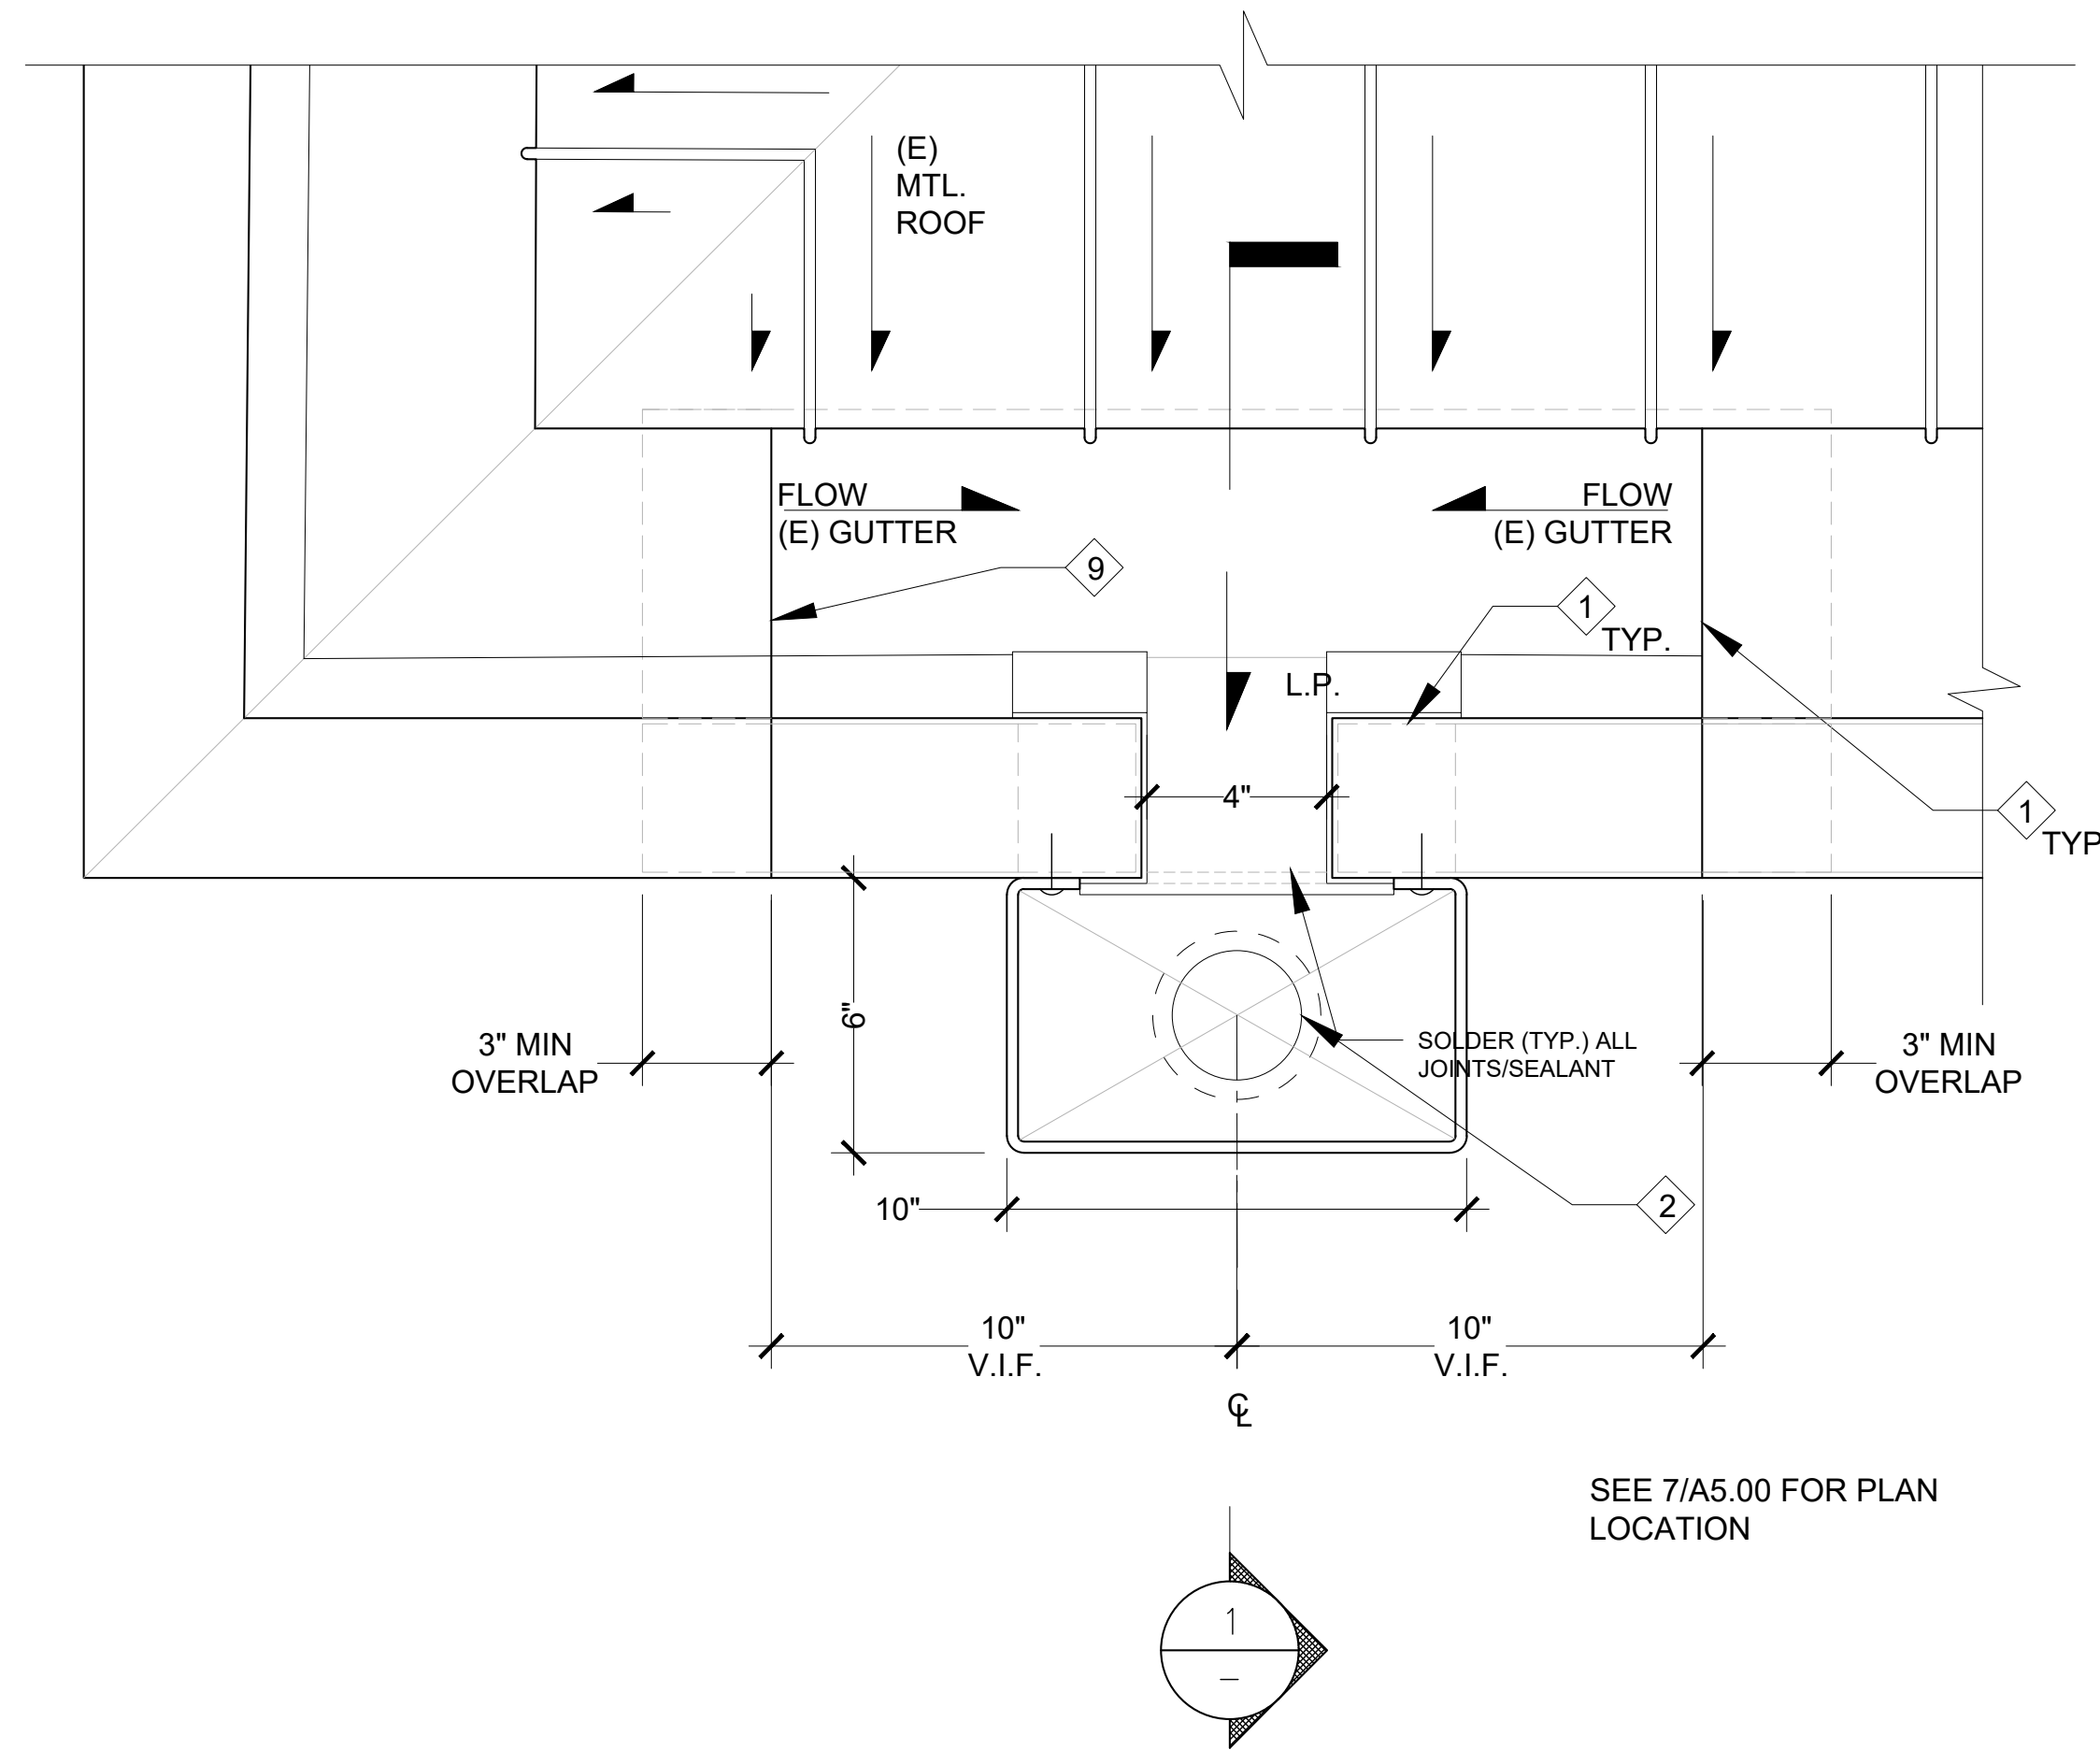 (E)
MTL.
ROOF
FLOW
(E) GUTTER
FLOW
(E) GUTTER
9
1
TYP.
L.P.
4"
1
TYP
6"
3" MIN
OVERLAP
SOLDER (TYP.) ALL
JOINTS/SEALANT
3" MIN
OVERLAP
10"
2
10"
V.I.F.
10"
V.I.F.
℄
SEE 7/A5.00 FOR PLAN
LOCATION
1
–